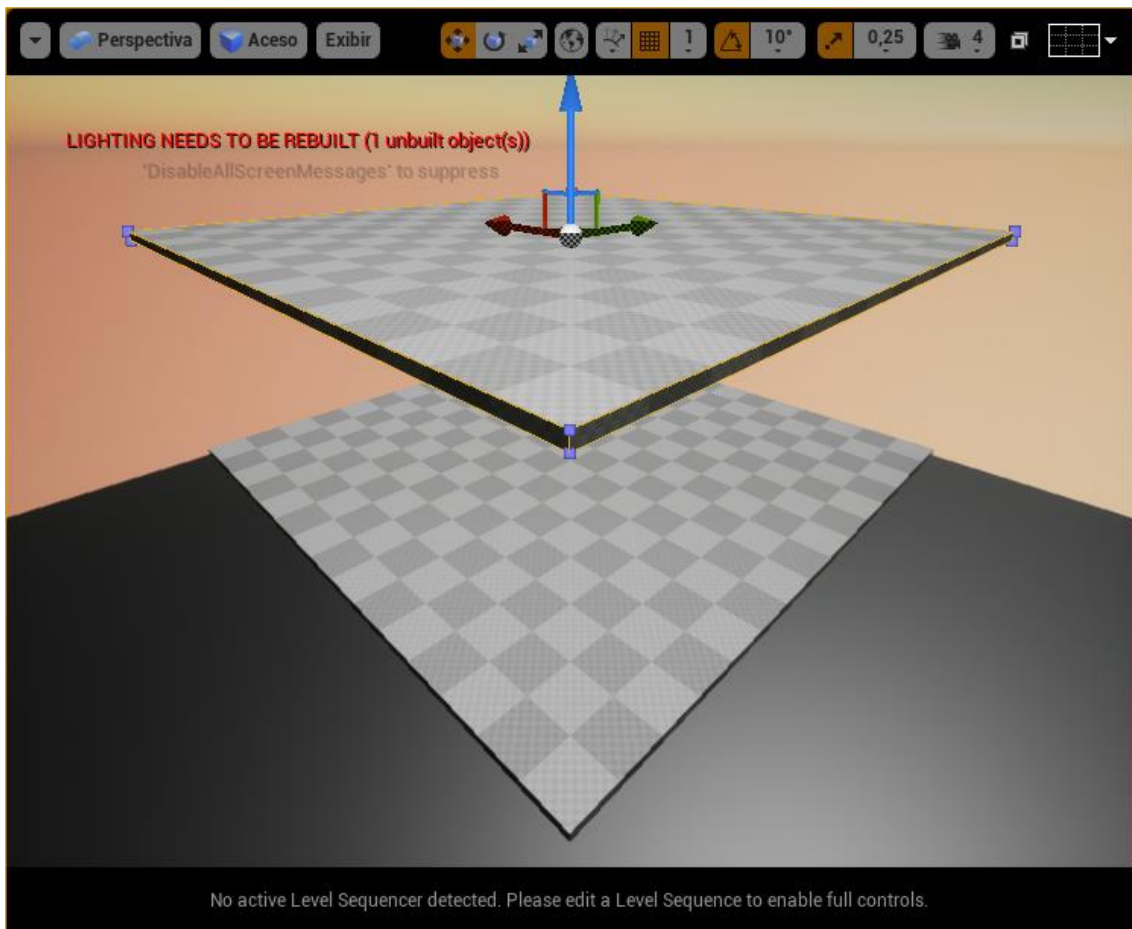 Perspectiva Aceso Exibir 1 10° 0,25 4
LIGHTING NEEDS TO BE REBUILT (1 unbuilt object(s))
'DisableAllScreenMessages' to suppress
No active Level Sequencer detected. Please edit a Level Sequence to enable full controls.